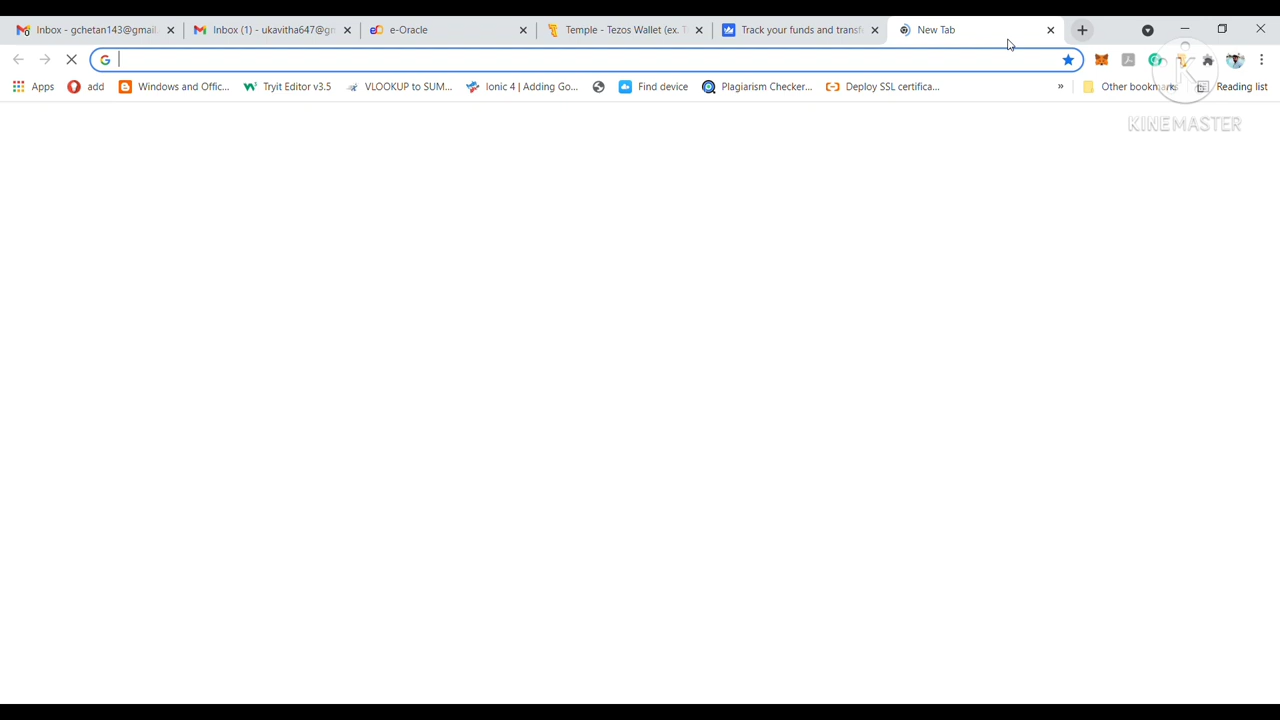 Inbox - gchetan143@gmail. Inbox (1) - ukavitha647@gm e-Oracle Temple - Tezos Wallet (ex. T Track your funds and transfe New Tab
Apps add Windows and Offic... Tryit Editor v3.5 VLOOKUP to SUM... Ionic 4 | Adding Go... Find device Plagiarism Checker... Deploy SSL certifica... » Other bookmarks Reading list
KINEMASTER